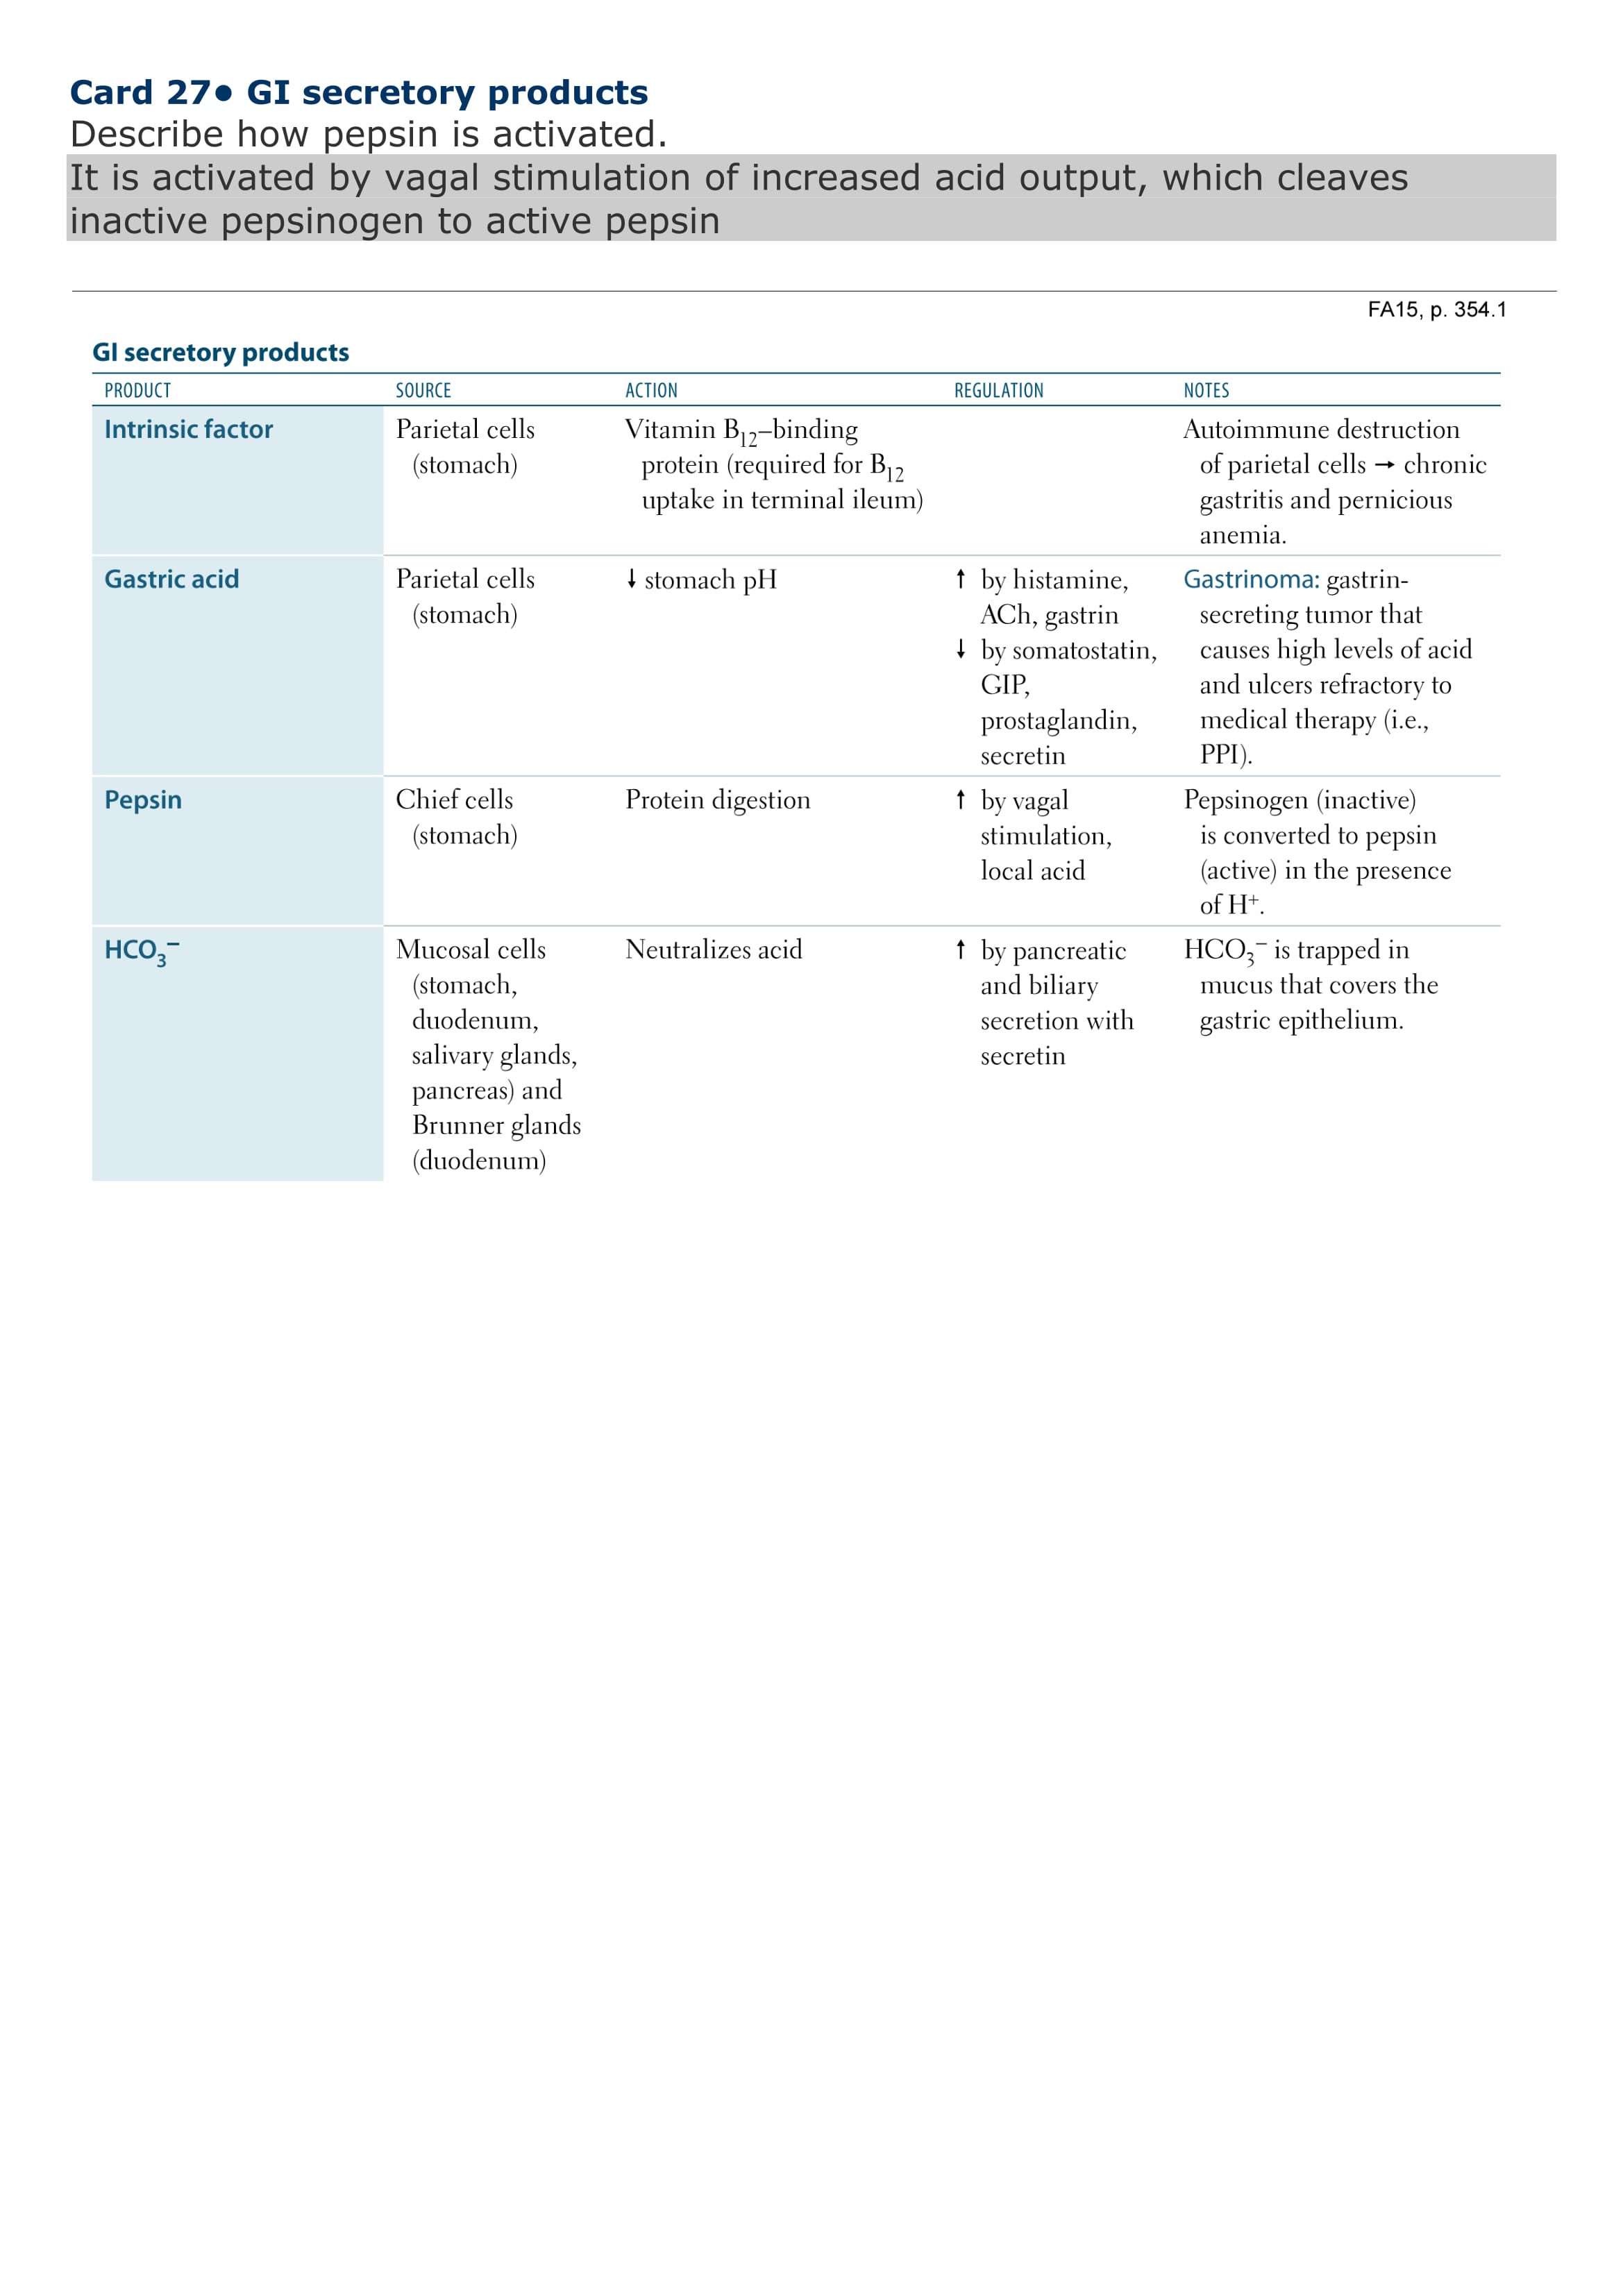 Card 27● GI secretory products
Describe how pepsin is activated.
It is activated by vagal stimulation of increased acid output, which cleaves
inactive pepsinogen to active pepsin
FA15, p. 354.1
GI secretory products
PRODUCT SOURCE ACTION REGULATION NOTES
Intrinsic factor Parietal cells Vitamin B₁₂–binding Autoimmune destruction
(stomach) protein (required for B₁₂ of parietal cells → chronic
uptake in terminal ileum) gastritis and pernicious
anemia.
Gastric acid Parietal cells ↓ stomach pH ↑ by histamine, Gastrinoma: gastrin-
(stomach) ACh, gastrin secreting tumor that
↓ by somatostatin, causes high levels of acid
GIP, and ulcers refractory to
prostaglandin, medical therapy (i.e.,
secretin PPI).
Pepsin Chief cells Protein digestion ↑ by vagal Pepsinogen (inactive)
(stomach) stimulation, is converted to pepsin
local acid (active) in the presence
of H⁺.
HCO₃⁻ Mucosal cells Neutralizes acid ↑ by pancreatic HCO₃⁻ is trapped in
(stomach, and biliary mucus that covers the
duodenum, secretion with gastric epithelium.
salivary glands, secretin
pancreas) and
Brunner glands
(duodenum)